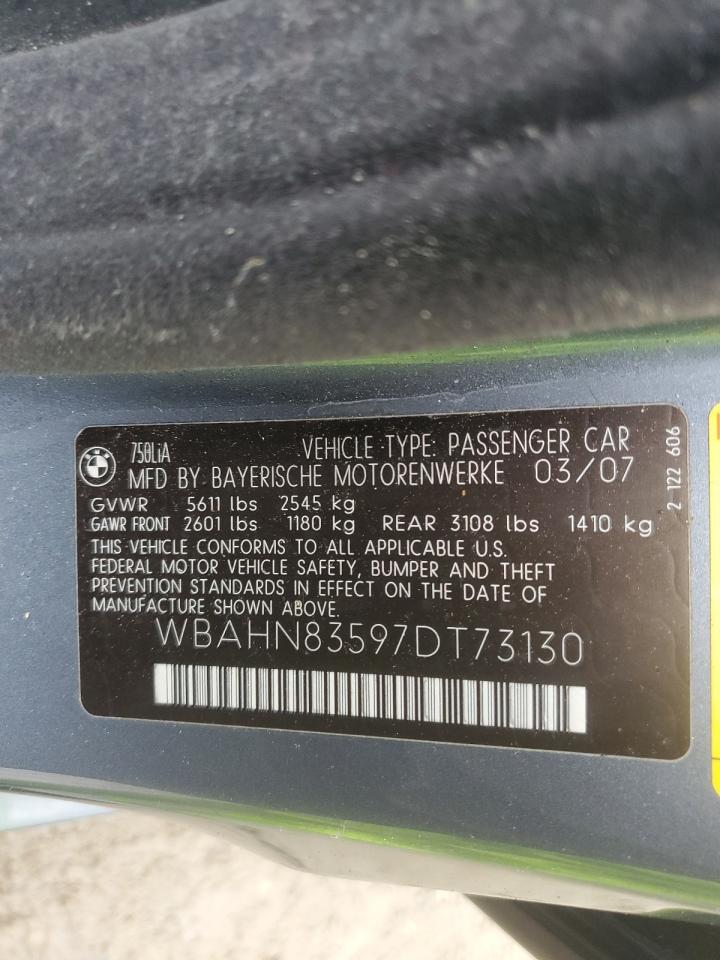 750LiA VEHICLE TYPE: PASSENGER CAR
MFD BY BAYERISCHE MOTORENWERKE 03/07
GVWR 5611 lbs 2545 kg
GAWR FRONT 2601 lbs 1180 kg REAR 3108 lbs 1410 kg
THIS VEHICLE CONFORMS TO ALL APPLICABLE U.S.
FEDERAL MOTOR VEHICLE SAFETY, BUMPER AND THEFT
PREVENTION STANDARDS IN EFFECT ON THE DATE OF
MANUFACTURE SHOWN ABOVE.
WBAHN83597DT73130
2 122 606